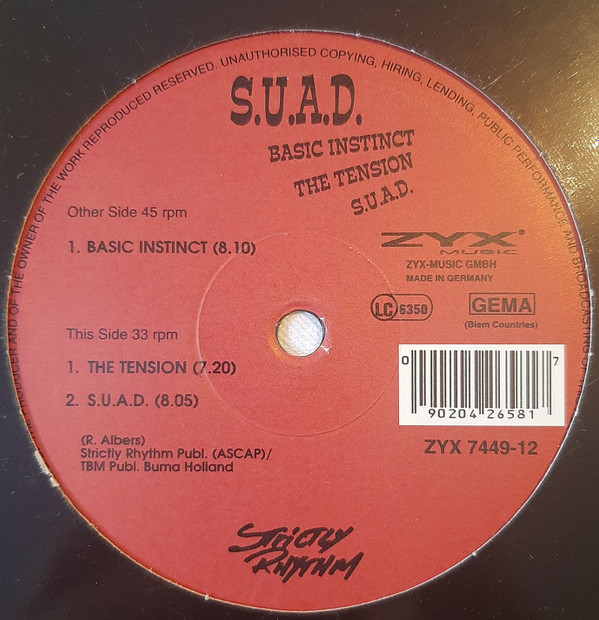 PRODUCER AND OF THE OWNER OF THE WORK REPRODUCED RESERVED. UNAUTHORISED COPYING, HIRING, LENDING, PUBLIC PERFORMANCE AND BROADCASTING OF
S.U.A.D.
BASIC INSTINCT
THE TENSION
S.U.A.D.
Other Side 45 rpm
1. BASIC INSTINCT (8.10)
ZYX®
MUSIC
ZYX-MUSIC GMBH
MADE IN GERMANY
LC 6350
GEMA
(Biem Countries)
This Side 33 rpm
1. THE TENSION (7.20)
2. S.U.A.D. (8.05)
0 90204 26581 7
(R. Albers)
Strictly Rhythm Publ. (ASCAP)/
TBM Publ. Buma Holland
ZYX 7449-12
STRICTLY
RHYTHM